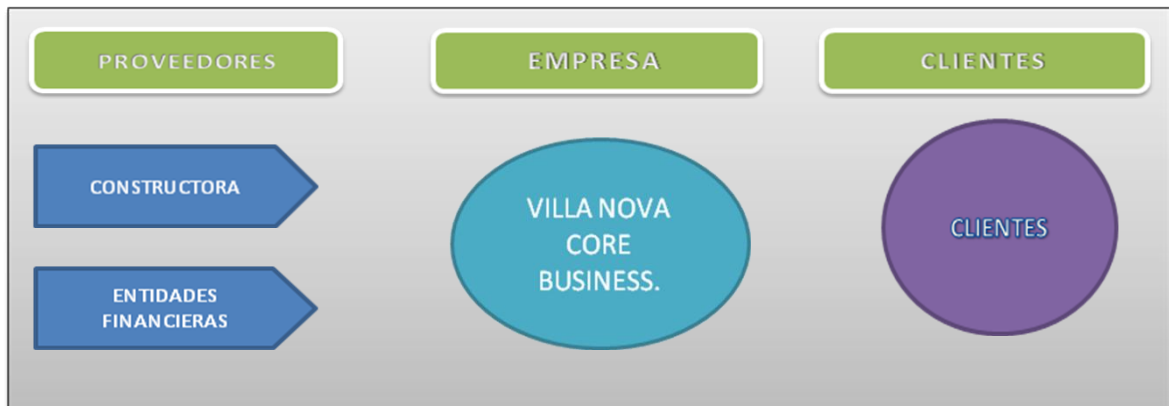 PROVEEDORES
EMPRESA
CLIENTES
CONSTRUCTORA
ENTIDADES
FINANCIERAS
VILLA NOVA
CORE
BUSINESS.
CLIENTES